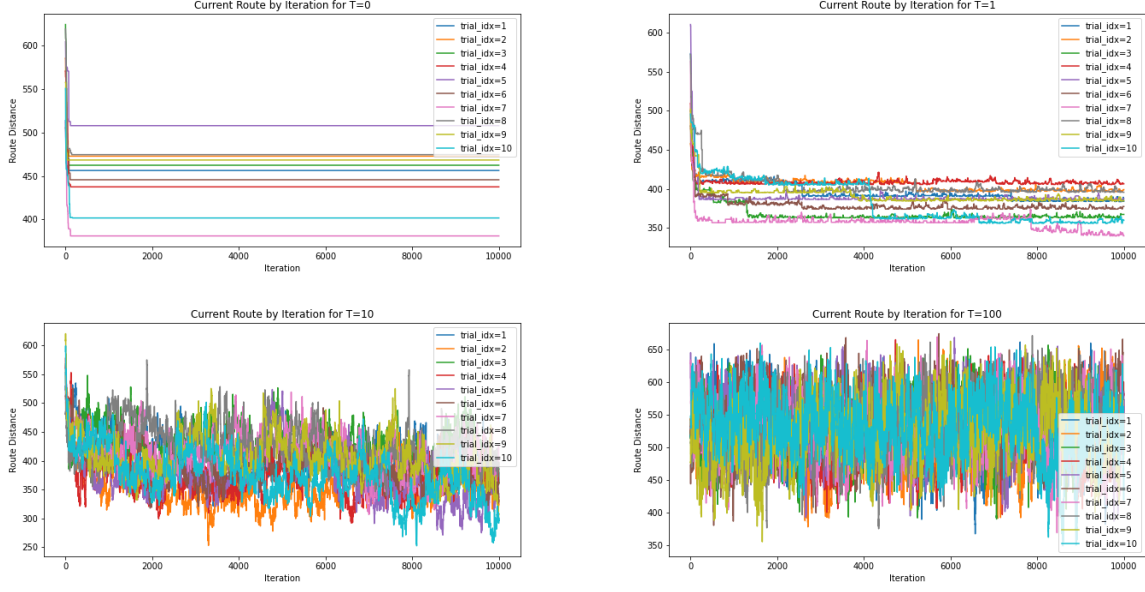 Current Route by Iteration for T=0
Route Distance
600
550
500
450
400
0
2000
4000
6000
8000
10000
Iteration
trial_idx=1
trial_idx=2
trial_idx=3
trial_idx=4
trial_idx=5
trial_idx=6
trial_idx=7
trial_idx=8
trial_idx=9
trial_idx=10
Current Route by Iteration for T=1
Route Distance
600
550
500
450
400
350
0
2000
4000
6000
8000
10000
Iteration
trial_idx=1
trial_idx=2
trial_idx=3
trial_idx=4
trial_idx=5
trial_idx=6
trial_idx=7
trial_idx=8
trial_idx=9
trial_idx=10
Current Route by Iteration for T=10
Route Distance
600
550
500
450
400
350
300
250
0
2000
4000
6000
8000
10000
Iteration
trial_idx=1
trial_idx=2
trial_idx=3
trial_idx=4
trial_idx=5
trial_idx=6
trial_idx=7
trial_idx=8
trial_idx=9
trial_idx=10
Current Route by Iteration for T=100
Route Distance
650
600
550
500
450
400
350
0
2000
4000
6000
8000
10000
Iteration
trial_idx=1
trial_idx=2
trial_idx=3
trial_idx=4
trial_idx=5
trial_idx=6
trial_idx=7
trial_idx=8
trial_idx=9
trial_idx=10